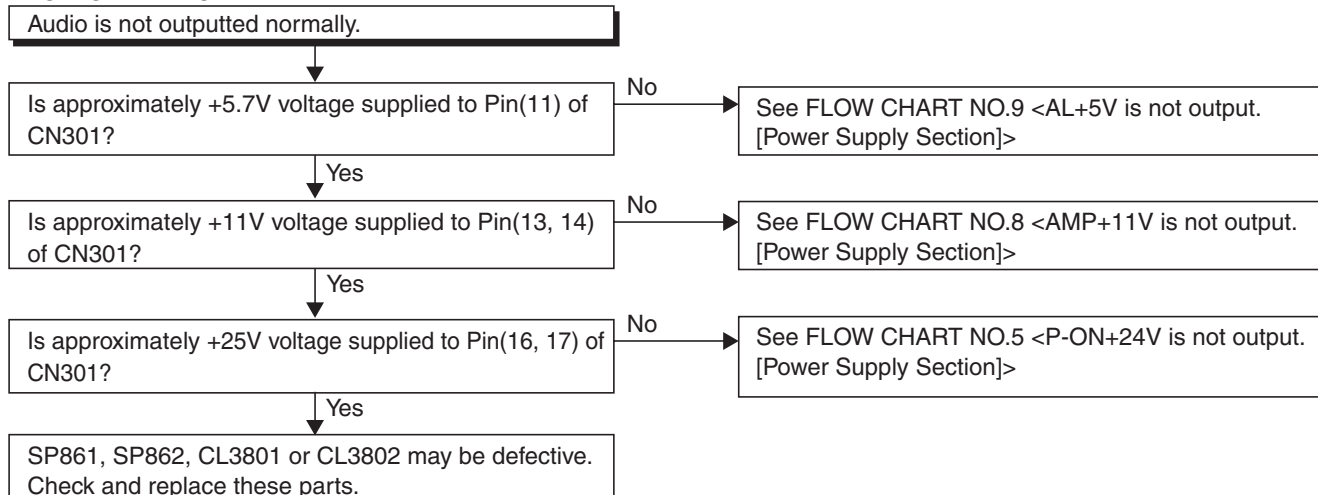 Audio is not outputted normally.
Is approximately +5.7V voltage supplied to Pin(11) of
CN301?
No
See FLOW CHART NO.9 <AL+5V is not output.
[Power Supply Section]>
Yes
Is approximately +11V voltage supplied to Pin(13, 14)
of CN301?
No
See FLOW CHART NO.8 <AMP+11V is not output.
[Power Supply Section]>
Yes
Is approximately +25V voltage supplied to Pin(16, 17) of
CN301?
No
See FLOW CHART NO.5 <P-ON+24V is not output.
[Power Supply Section]>
Yes
SP861, SP862, CL3801 or CL3802 may be defective.
Check and replace these parts.